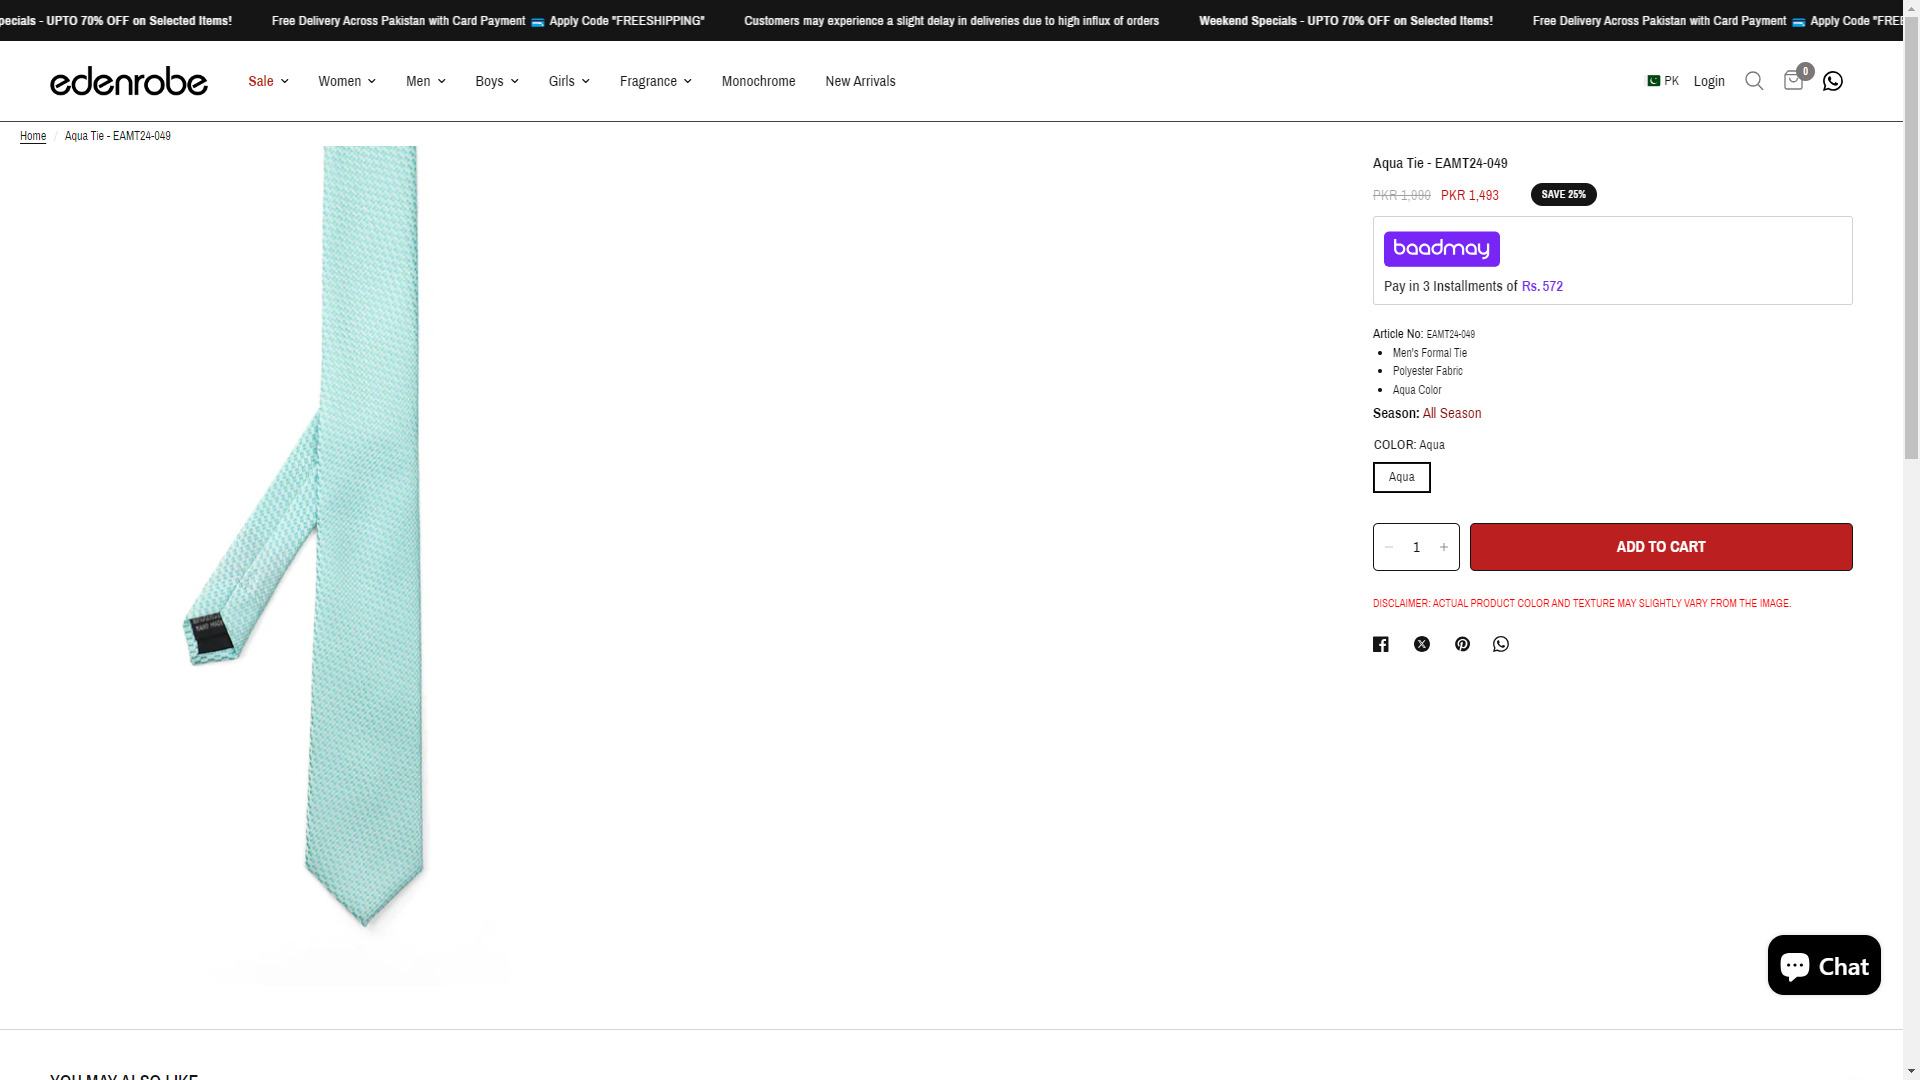 pecials - UPTO 70% OFF on Selected Items! Free Delivery Across Pakistan with Card Payment Apply Code "FREESHIPPING" Customers may experience a slight delay in deliveries due to high influx of orders Weekend Specials - UPTO 70% OFF on Selected Items! Free Delivery Across Pakistan with Card Payment Apply Code "FREE
edenrobe Sale Women Men Boys Girls Fragrance Monochrome New Arrivals PK Login 0
Home / Aqua Tie - EAMT24-049
Aqua Tie - EAMT24-049
PKR 1,990 PKR 1,493 SAVE 25%
baadmay
Pay in 3 Installments of Rs. 572
Article No: EAMT24-049
• Men's Formal Tie
• Polyester Fabric
• Aqua Color
Season: All Season
COLOR: Aqua
Aqua
− 1 + ADD TO CART
DISCLAIMER: ACTUAL PRODUCT COLOR AND TEXTURE MAY SLIGHTLY VARY FROM THE IMAGE.
HAND MADE
Chat
YOU MAY ALSO LIKE